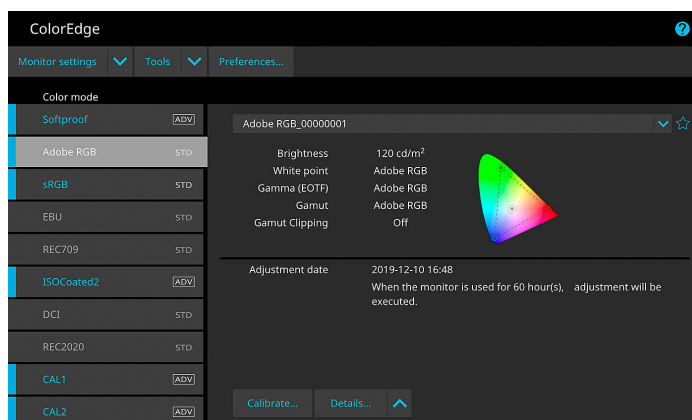 ColorEdge
?
Monitor settings Tools Preferences...
Color mode
Softproof ADV
Adobe RGB STD
sRGB STD
EBU STD
REC709 STD
ISOCoated2 ADV
DCI STD
REC2020 STD
CAL1 ADV
CAL2 ADV
Adobe RGB_00000001
Brightness 120 cd/m²
White point Adobe RGB
Gamma (EOTF) Adobe RGB
Gamut Adobe RGB
Gamut Clipping Off
Adjustment date 2019-12-10 16:48
When the monitor is used for 60 hour(s), adjustment will be
executed.
Calibrate... Details...